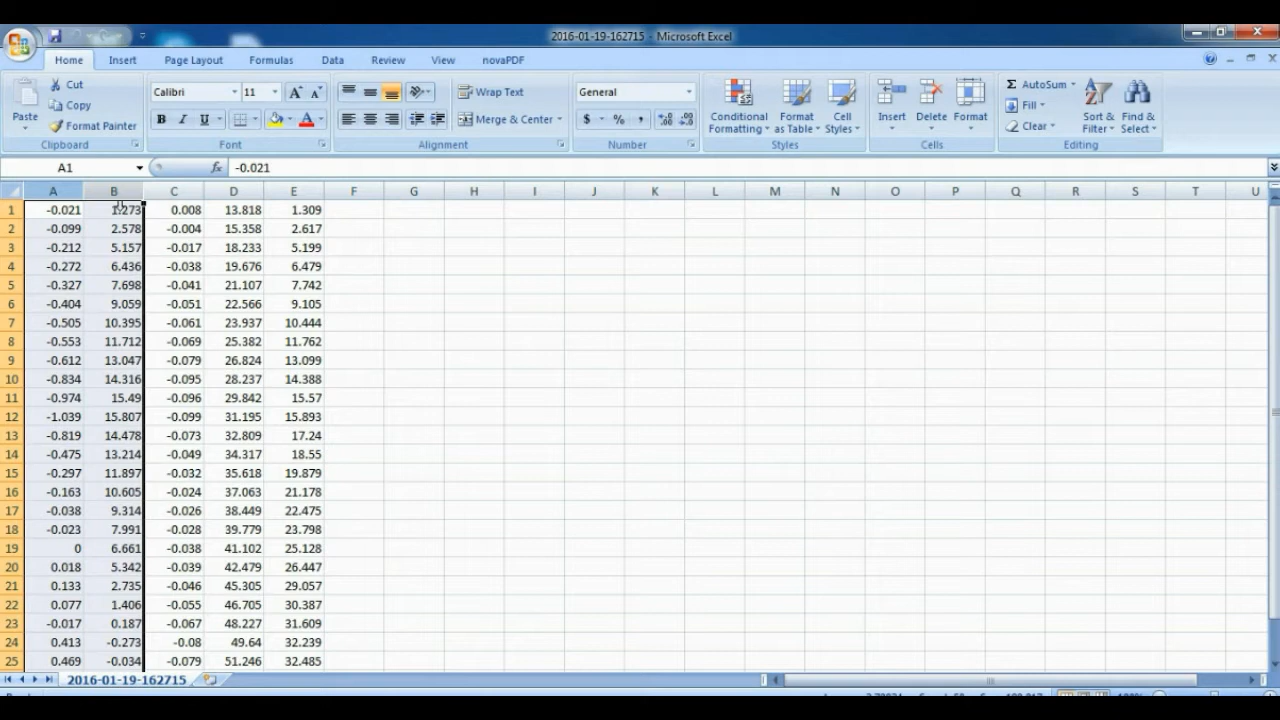 2016-01-19-162715 - Microsoft Excel
Home Insert Page Layout Formulas Data Review View novaPDF
Paste
Cut
Copy
Format Painter
Clipboard
Calibri 11
B I U
Font
Wrap Text
Merge & Center
Alignment
General
$ % ,
Number
Conditional Formatting
Format as Table
Cell Styles
Styles
Insert
Delete
Format
Cells
Σ AutoSum
Fill
Clear
Sort & Filter
Find & Select
Editing
A1 fx -0.021
A B C D E F G H I J K L M N O P Q R S T U
1 -0.021 1.273 0.008 13.818 1.309
2 -0.099 2.578 -0.004 15.358 2.617
3 -0.212 5.157 -0.017 18.233 5.199
4 -0.272 6.436 -0.038 19.676 6.479
5 -0.327 7.698 -0.041 21.107 7.742
6 -0.404 9.059 -0.051 22.566 9.105
7 -0.505 10.395 -0.061 23.937 10.444
8 -0.553 11.712 -0.069 25.382 11.762
9 -0.612 13.047 -0.079 26.824 13.099
10 -0.834 14.316 -0.095 28.237 14.388
11 -0.974 15.49 -0.096 29.842 15.57
12 -1.039 15.807 -0.099 31.195 15.893
13 -0.819 14.478 -0.073 32.809 17.24
14 -0.475 13.214 -0.049 34.317 18.55
15 -0.297 11.897 -0.032 35.618 19.879
16 -0.163 10.605 -0.024 37.063 21.178
17 -0.038 9.314 -0.026 38.449 22.475
18 -0.023 7.991 -0.028 39.779 23.798
19 0 6.661 -0.038 41.102 25.128
20 0.018 5.342 -0.039 42.479 26.447
21 0.133 2.735 -0.046 45.305 29.057
22 0.077 1.406 -0.055 46.705 30.387
23 -0.017 0.187 -0.067 48.227 31.609
24 0.413 -0.273 -0.08 49.64 32.239
25 0.469 -0.034 -0.079 51.246 32.485
2016-01-19-162715